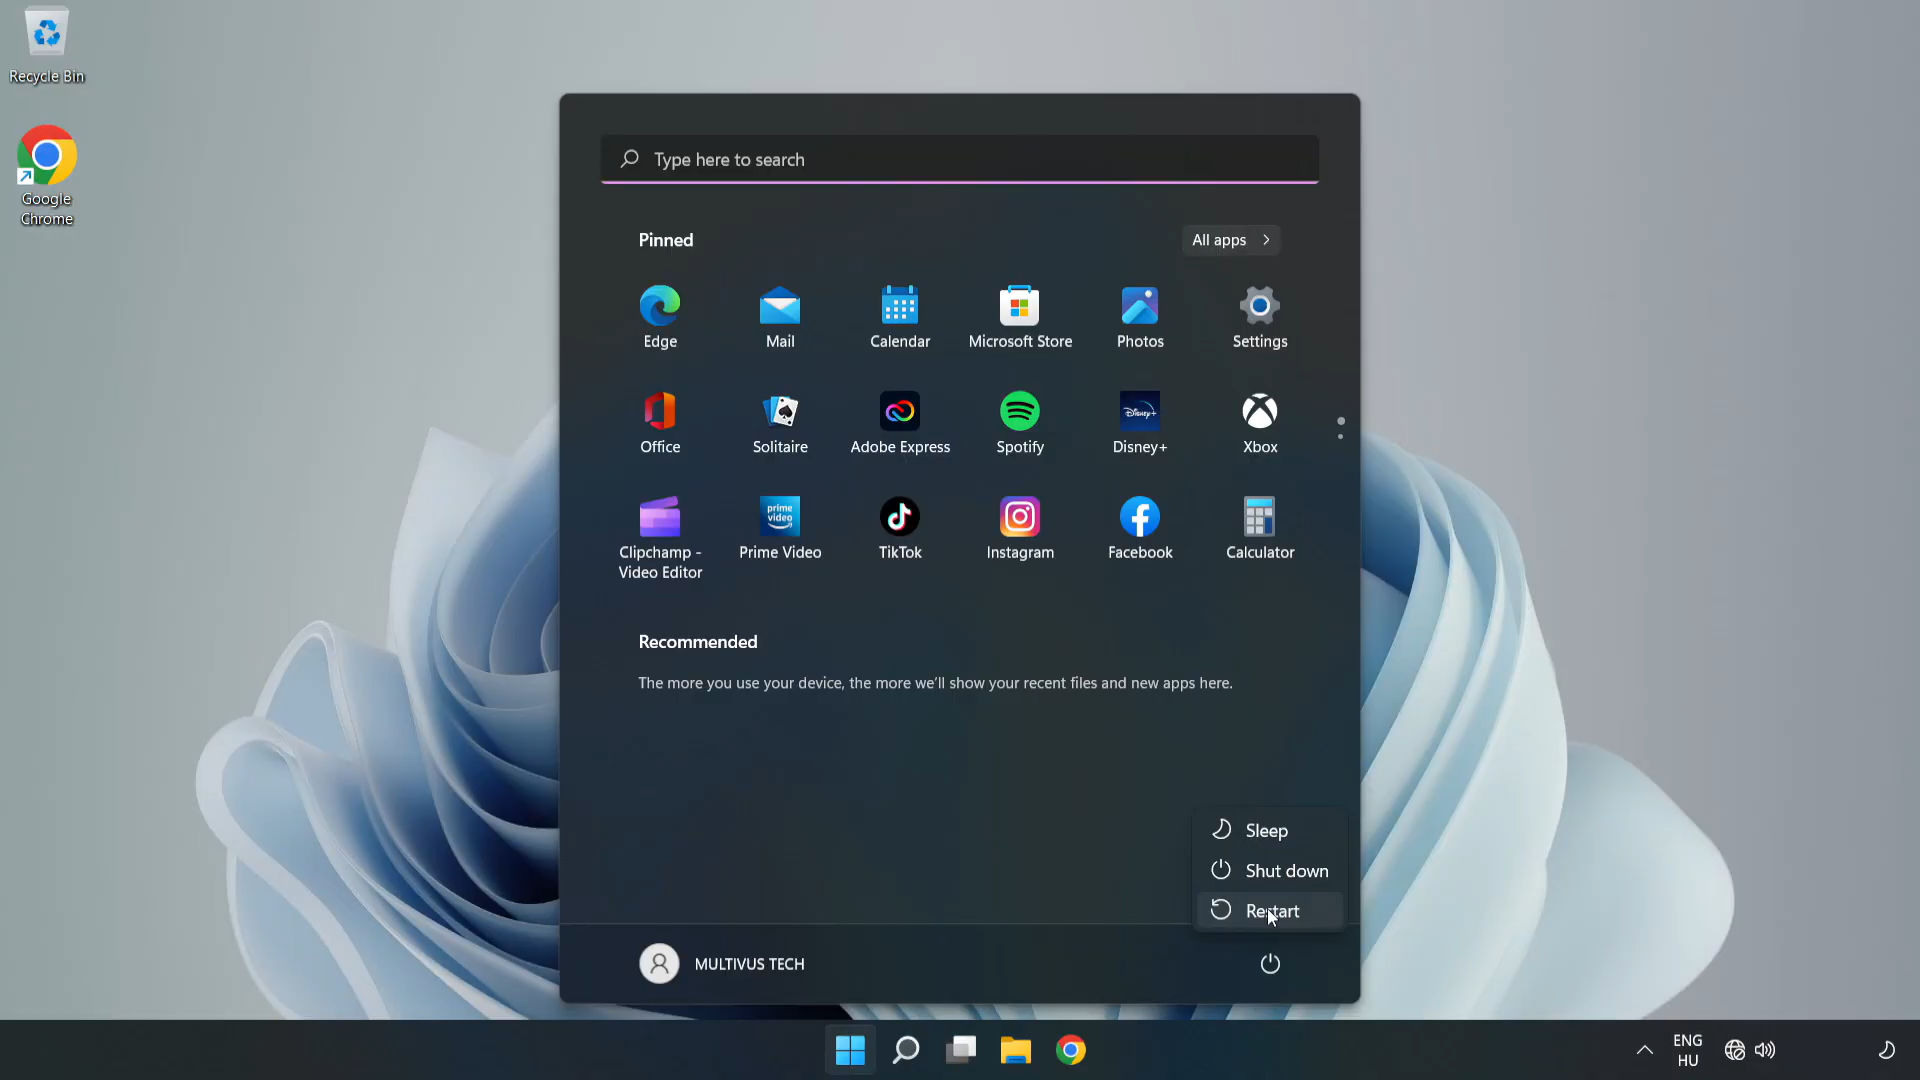 Recycle Bin
Google
Chrome
Type here to search
Pinned
All apps
Edge
Mail
Calendar
Microsoft Store
Photos
Settings
Office
Solitaire
Adobe Express
Spotify
Disney+
Disney+
Xbox
prime
video
Clipchamp -
Video Editor
Prime Video
TikTok
Instagram
Facebook
Calculator
Recommended
The more you use your device, the more we'll show your recent files and new apps here.
Sleep
Shut down
Restart
MULTIVUS TECH
ENG
HU